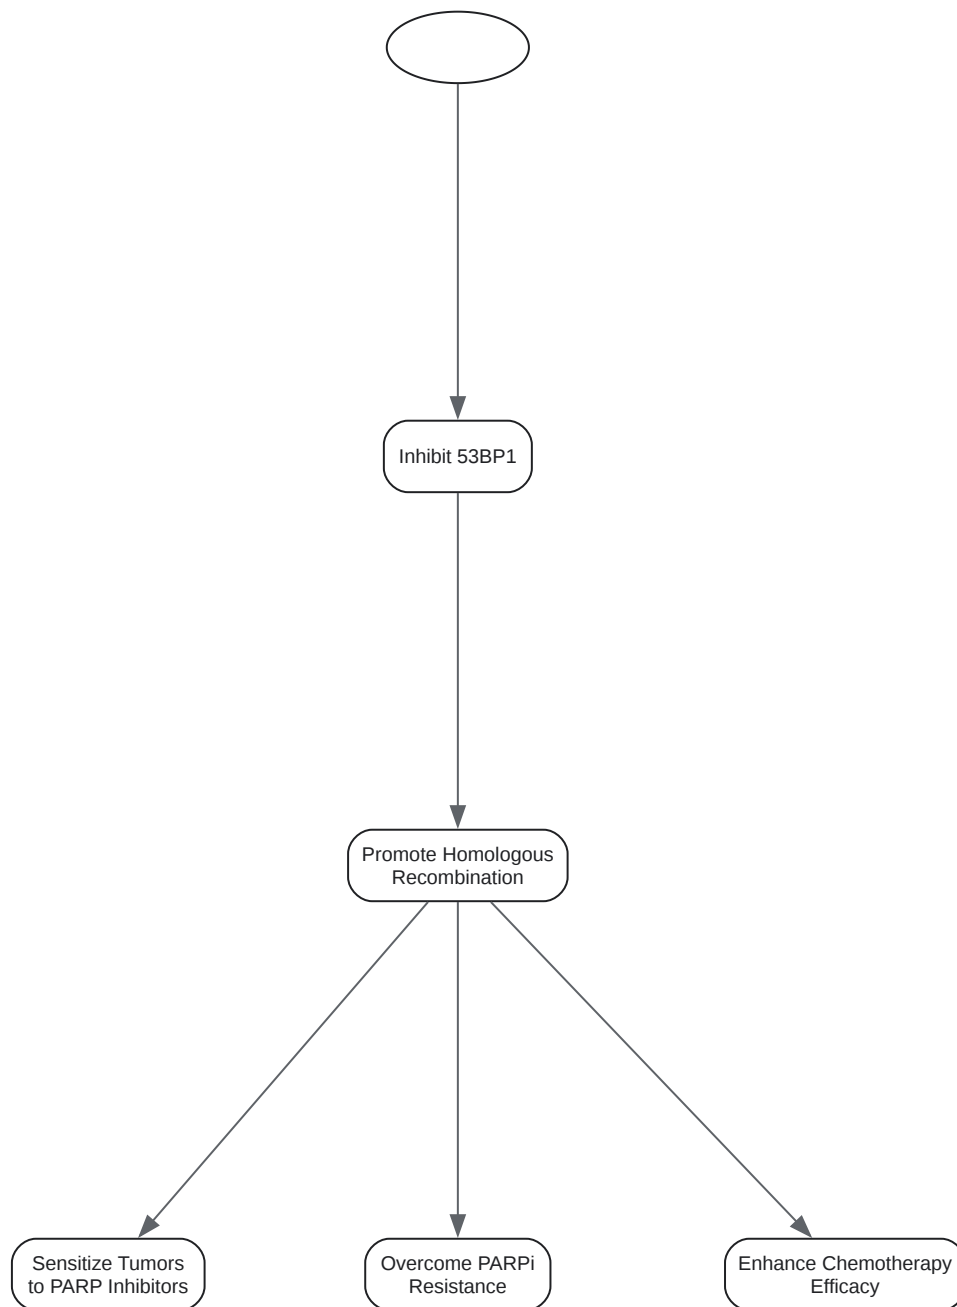 Inhibit 53BP1
Promote Homologous
Recombination
Sensitize Tumors
to PARP Inhibitors
Overcome PARPi
Resistance
Enhance Chemotherapy
Efficacy